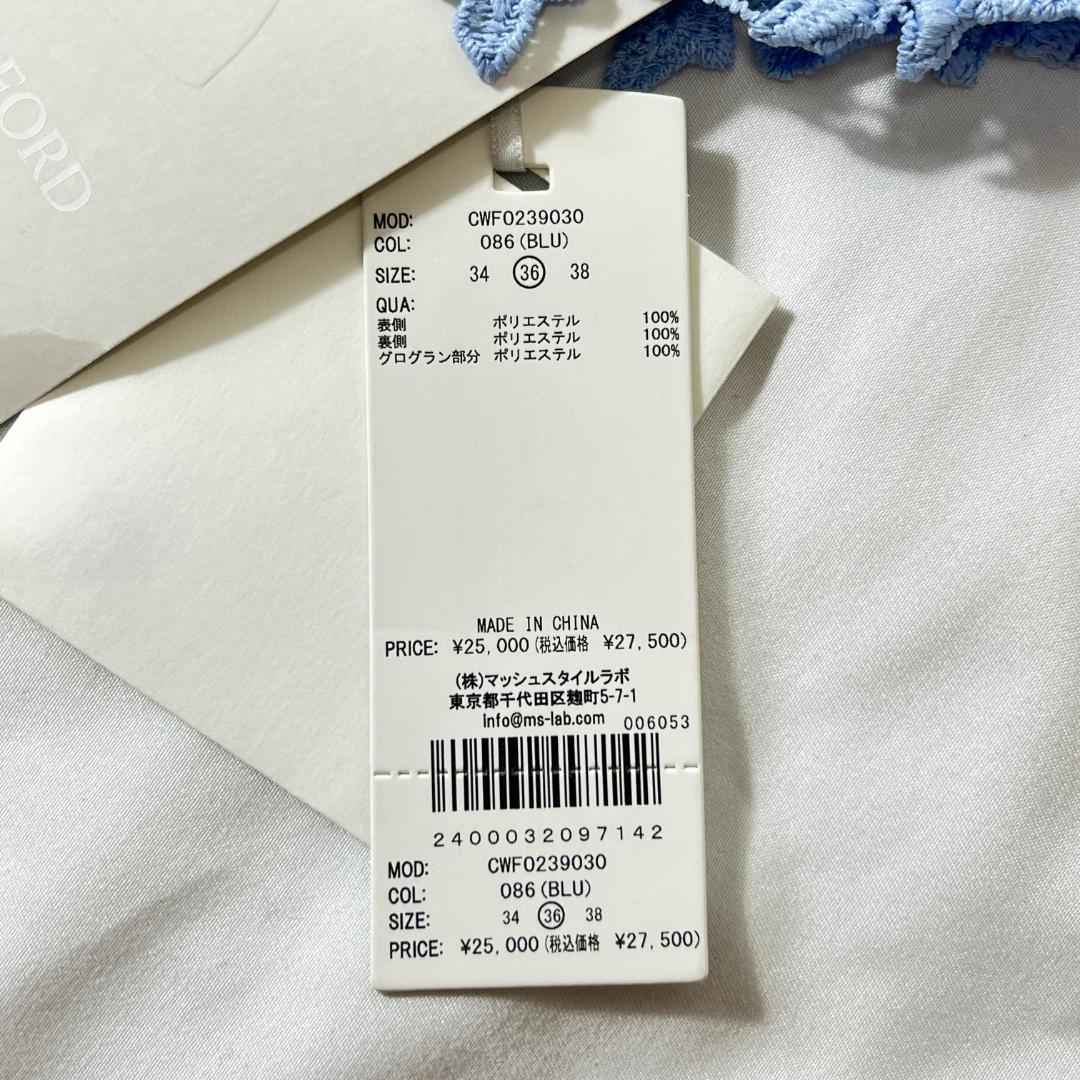 FORD
MOD: CWF0239030
COL: 086(BLU)
SIZE: 34 36 38
QUA:
表側 ポリエステル 100%
裏側 ポリエステル 100%
グログラン部分 ポリエステル 100%
MADE IN CHINA
PRICE: ¥25,000(税込価格 ¥27,500)
(株)マッシュスタイルラボ
東京都千代田区麹町5-7-1
info@ms-lab.com 006053
2400032097142
MOD: CWF0239030
COL: 086(BLU)
SIZE: 34 36 38
PRICE: ¥25,000(税込価格 ¥27,500)